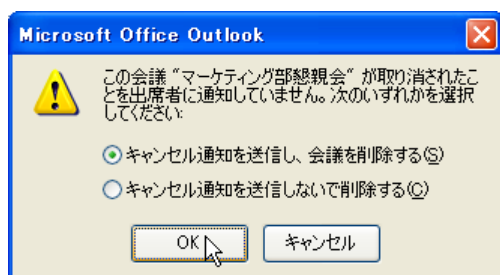 Microsoft Office Outlook
この会議 “マーケティング部懇親会” が取り消されたこ
とを出席者に通知していません。次のいずれかを選択
してください:
キャンセル通知を送信し、会議を削除する(S)
キャンセル通知を送信しないで削除する(C)
OK
キャンセル